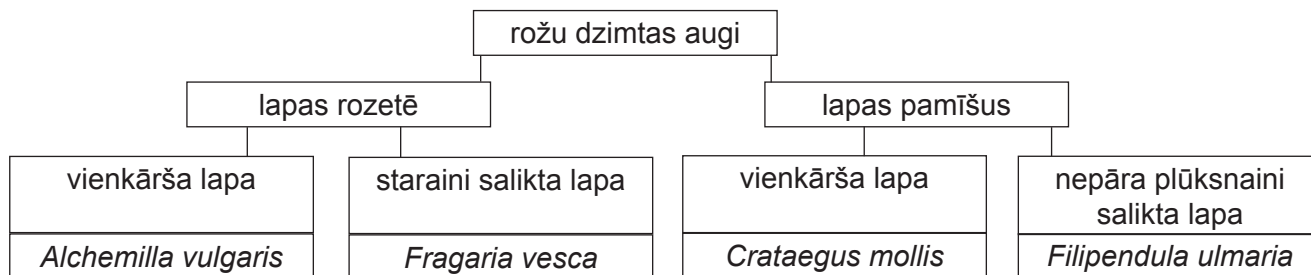 rožu dzimtas augi
lapas rozetē
lapas pamīšus
vienkārša lapa
staraini salikta lapa
vienkārša lapa
nepāra plūksnaini
salikta lapa
Alchemilla vulgaris
Fragaria vesca
Crataegus mollis
Filipendula ulmaria